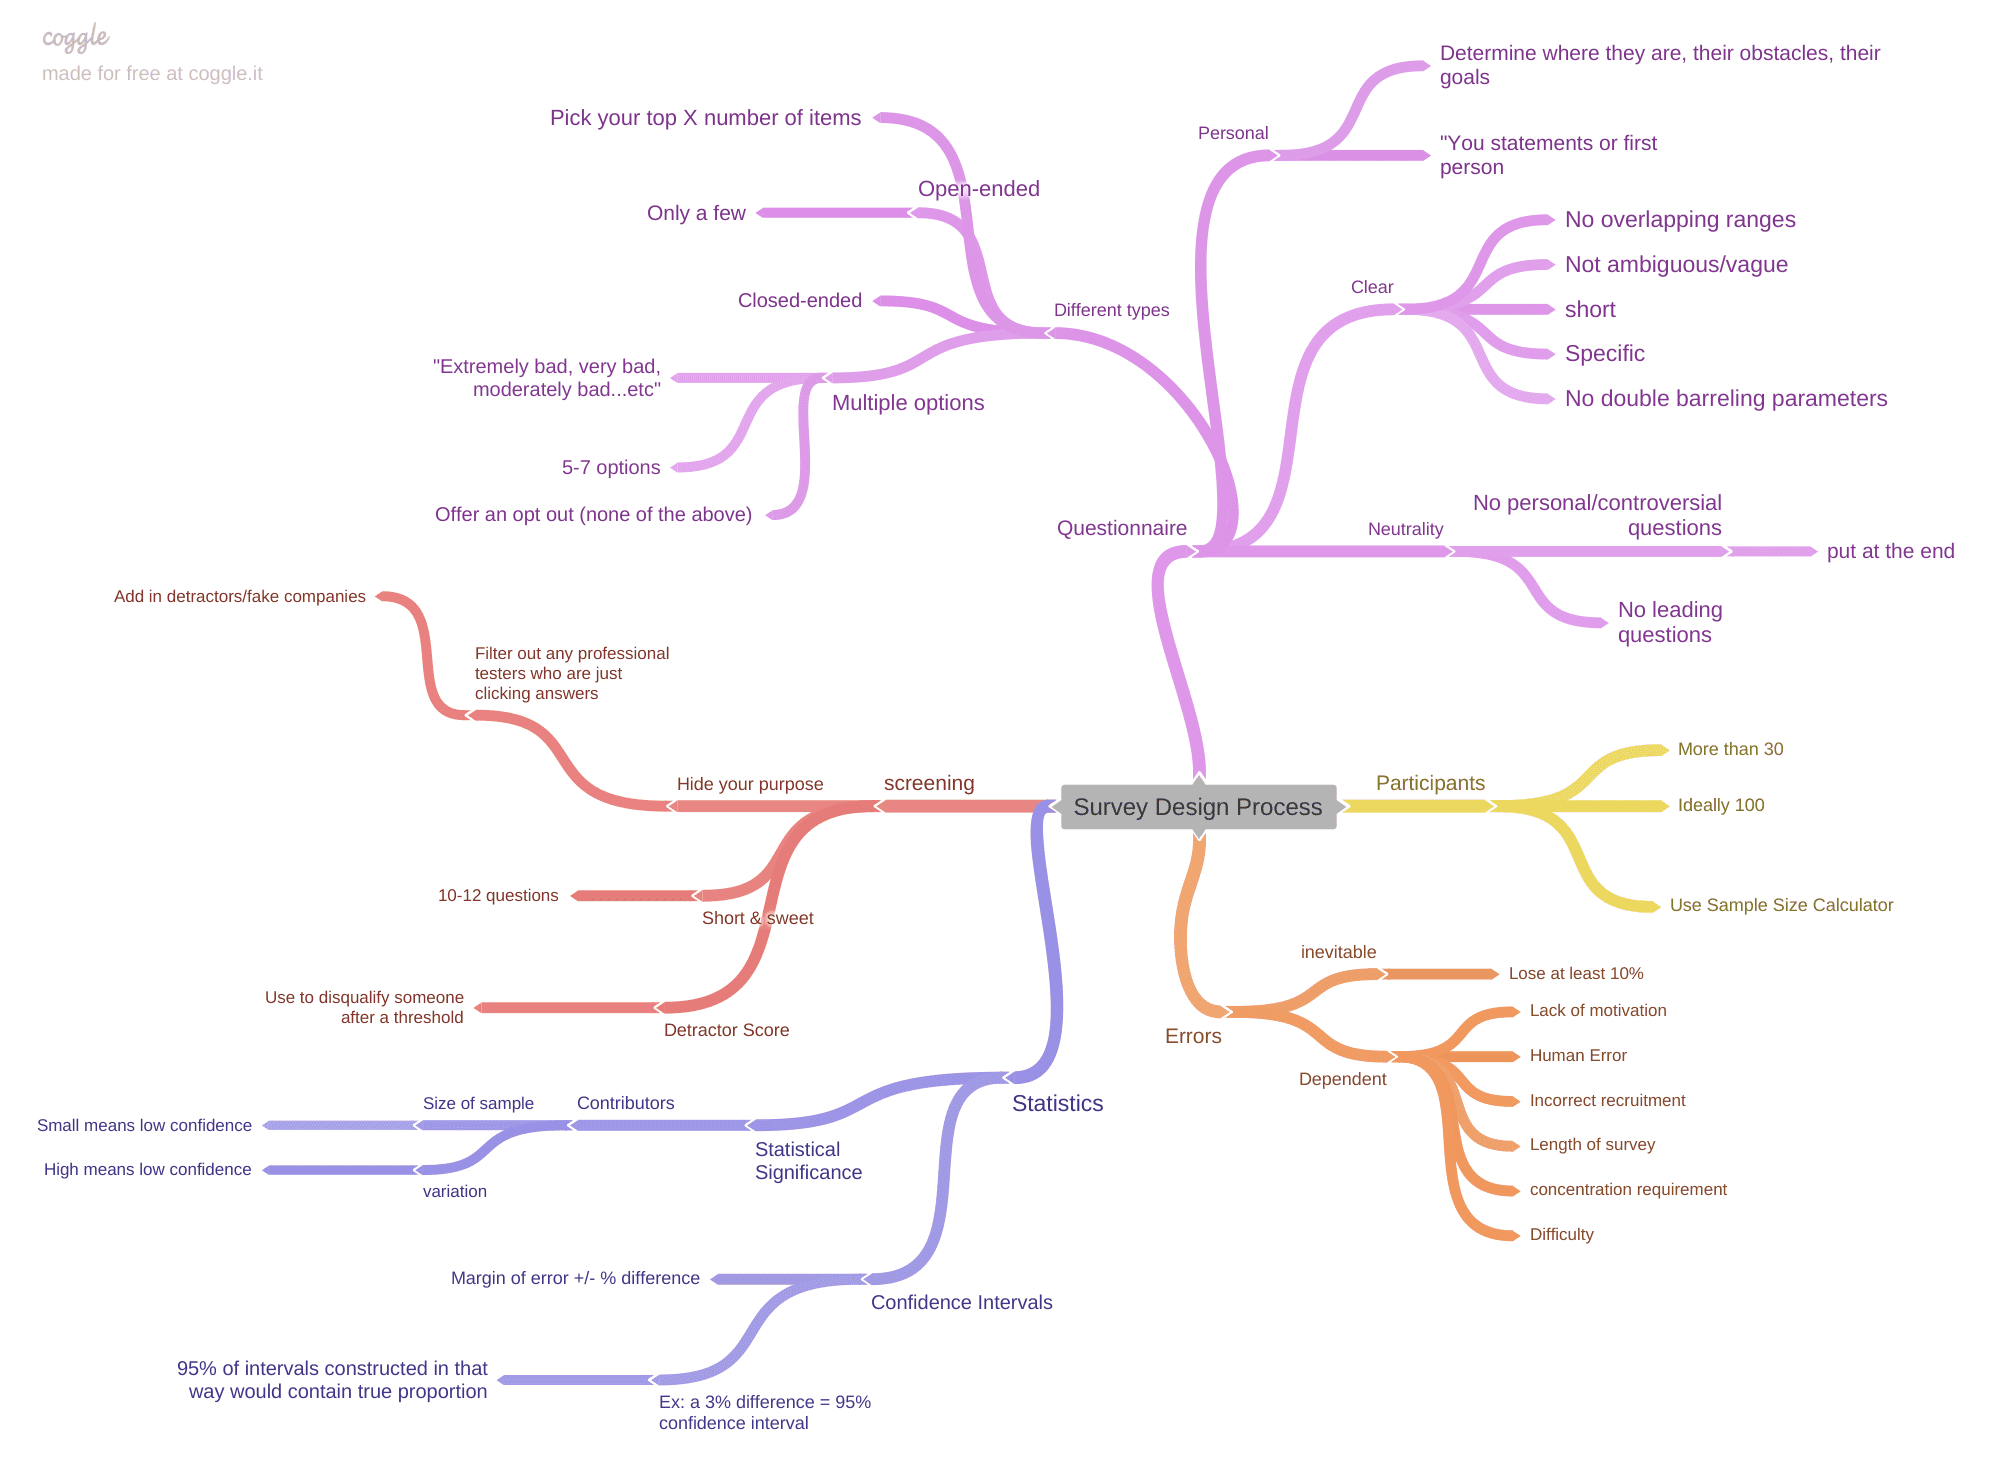 coggle
made for free at coggle.it
Survey Design Process
Questionnaire
Personal
Determine where they are, their obstacles, their
goals
"You statements or first
person
Clear
No overlapping ranges
Not ambiguous/vague
short
Specific
No double barreling parameters
Neutrality
No personal/controversial
questions
put at the end
No leading
questions
Different types
Pick your top X number of items
Open-ended
Only a few
Closed-ended
Multiple options
"Extremely bad, very bad,
moderately bad...etc"
5-7 options
Offer an opt out (none of the above)
Participants
More than 30
Ideally 100
Use Sample Size Calculator
Errors
inevitable
Lose at least 10%
Dependent
Lack of motivation
Human Error
Incorrect recruitment
Length of survey
concentration requirement
Difficulty
screening
Hide your purpose
Filter out any professional
testers who are just
clicking answers
Add in detractors/fake companies
Short & sweet
10-12 questions
Detractor Score
Use to disqualify someone
after a threshold
Statistics
Statistical
Significance
Contributors
Size of sample
Small means low confidence
variation
High means low confidence
Confidence Intervals
Margin of error +/- % difference
Ex: a 3% difference = 95%
confidence interval
95% of intervals constructed in that
way would contain true proportion